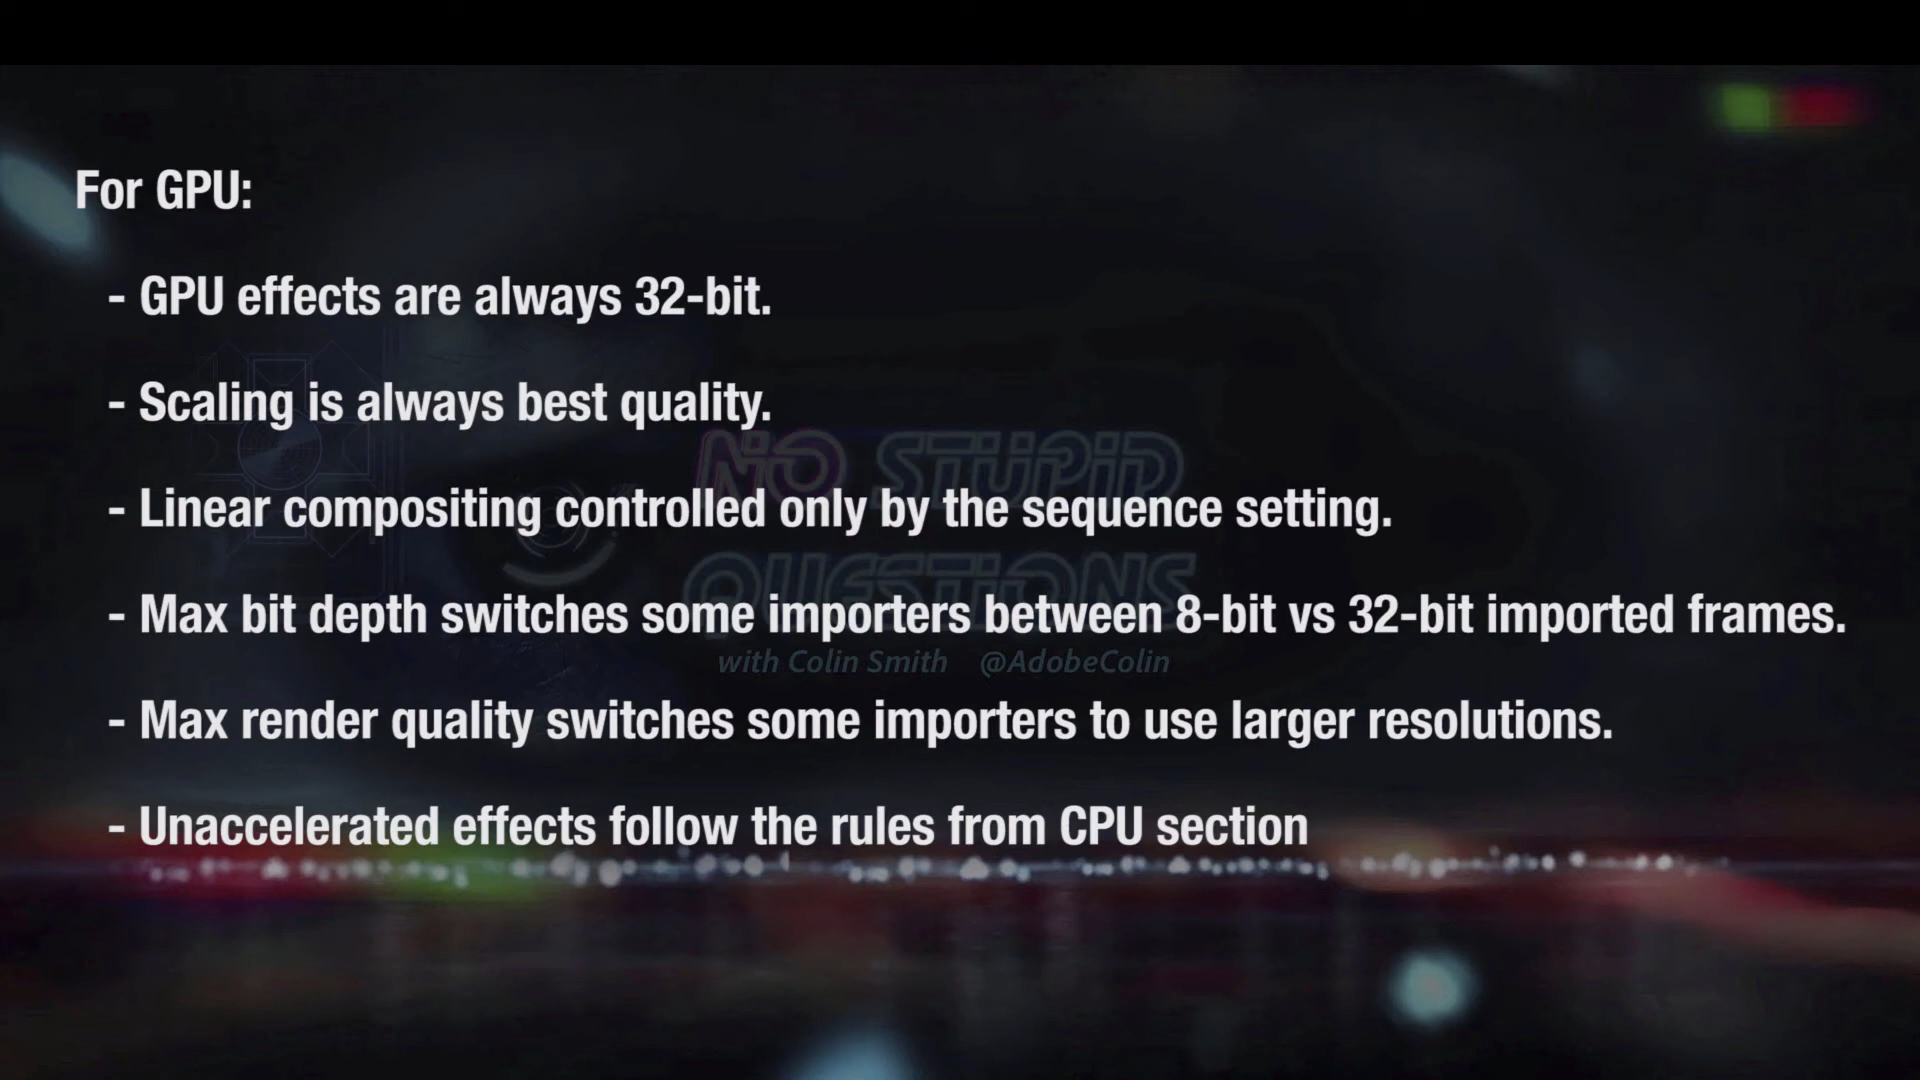 For GPU:
- GPU effects are always 32-bit.
- Scaling is always best quality.
NO STUPID
- Linear compositing controlled only by the sequence setting.
QUESTIONS
- Max bit depth switches some importers between 8-bit vs 32-bit imported frames.
with Colin Smith @AdobeColin
- Max render quality switches some importers to use larger resolutions.
- Unaccelerated effects follow the rules from CPU section